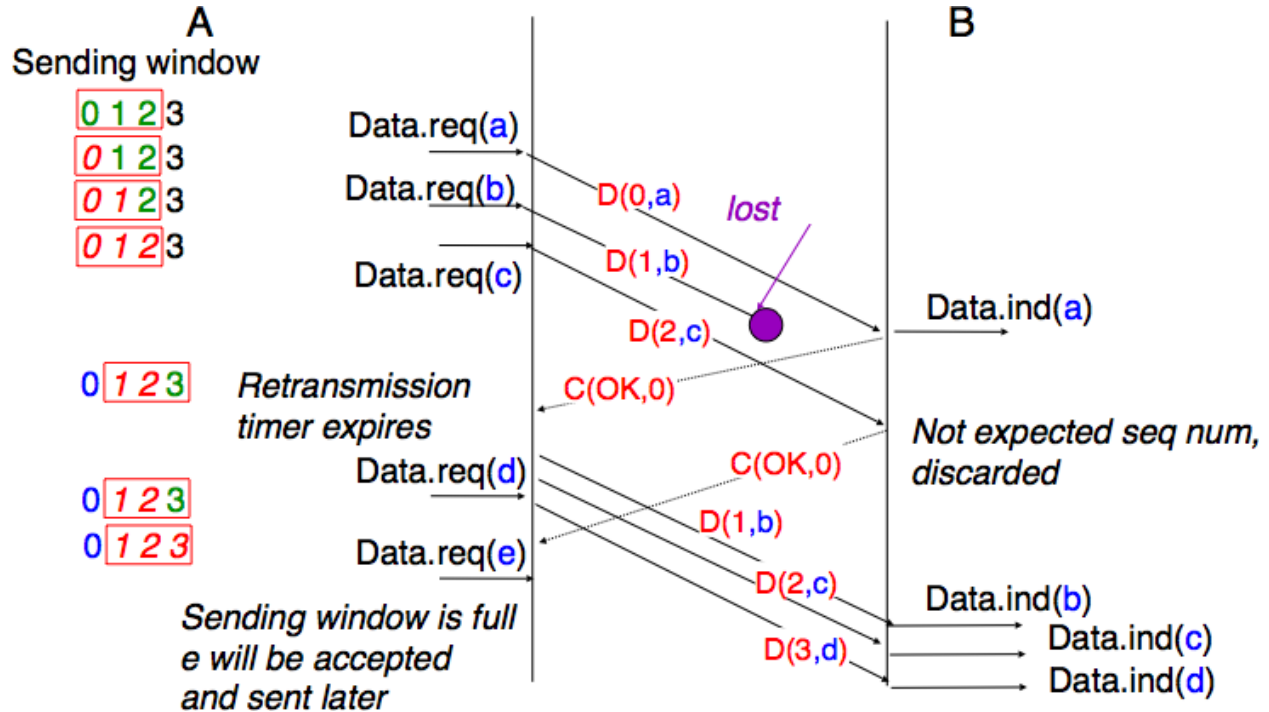 A
B
Sending window
0 1 2 3
0 1 2 3
0 1 2 3
0 1 2 3
Data.req(a)
Data.req(b)
Data.req(c)
D(0,a)
lost
D(1,b)
D(2,c)
Data.ind(a)
0 1 2 3
Retransmission
timer expires
C(OK,0)
Not expected seq num,
discarded
C(OK,0)
Data.req(d)
0 1 2 3
0 1 2 3
Data.req(e)
D(1,b)
D(2,c)
D(3,d)
Data.ind(b)
Data.ind(c)
Data.ind(d)
Sending window is full
e will be accepted
and sent later